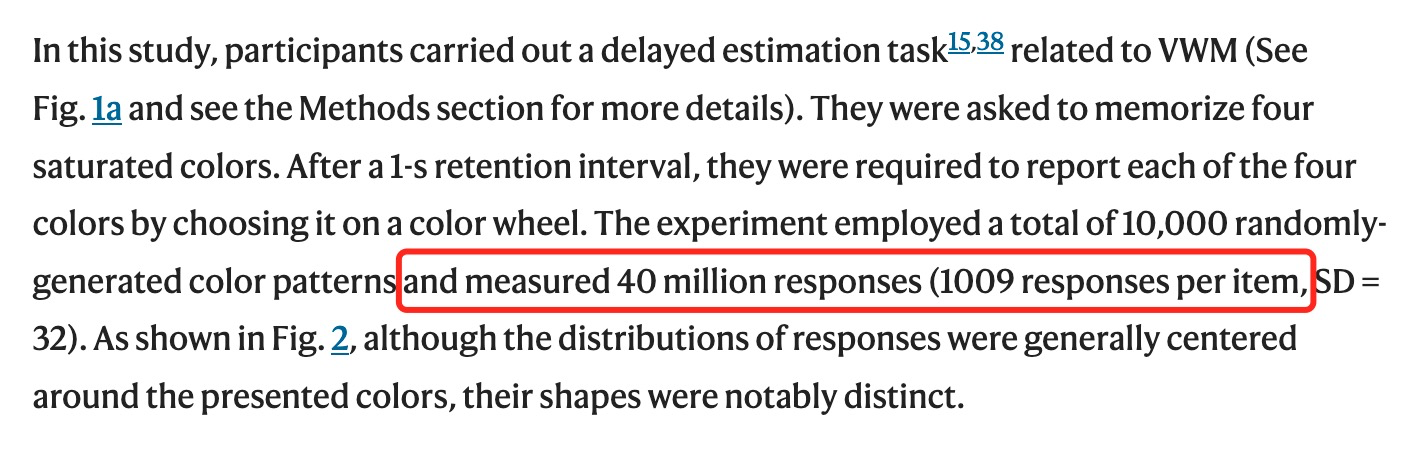 In this study, participants carried out a delayed estimation task15,38 related to VWM (See
Fig. 1a and see the Methods section for more details). They were asked to memorize four
saturated colors. After a 1-s retention interval, they were required to report each of the four
colors by choosing it on a color wheel. The experiment employed a total of 10,000 randomly-
generated color patterns and measured 40 million responses (1009 responses per item, SD =
32). As shown in Fig. 2, although the distributions of responses were generally centered
around the presented colors, their shapes were notably distinct.